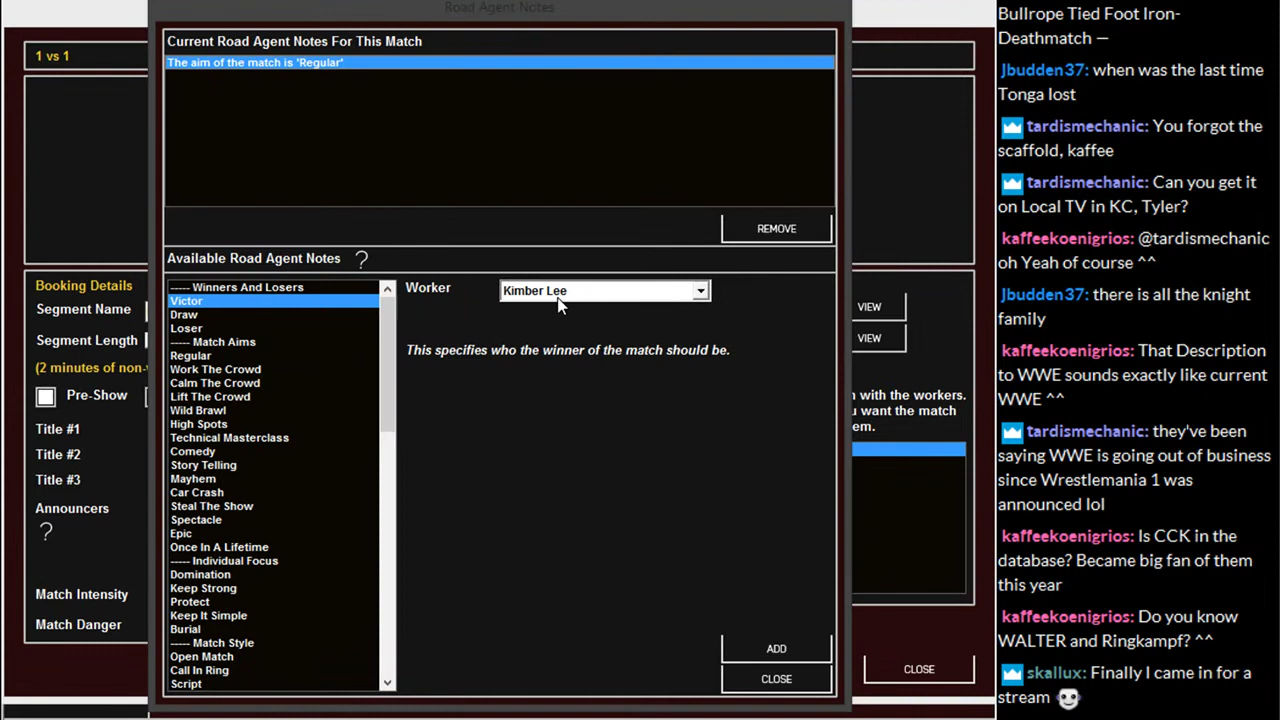 Road Agent Notes
Current Road Agent Notes For This Match
The aim of the match is 'Regular'
REMOVE
Available Road Agent Notes ?
----- Winners And Losers
Victor
Draw
Loser
----- Match Aims
Regular
Work The Crowd
Calm The Crowd
Lift The Crowd
Wild Brawl
High Spots
Technical Masterclass
Comedy
Story Telling
Mayhem
Car Crash
Steal The Show
Spectacle
Epic
Once In A Lifetime
----- Individual Focus
Domination
Keep Strong
Protect
Keep It Simple
Burial
----- Match Style
Open Match
Call In Ring
Script
Worker
Kimber Lee
This specifies who the winner of the match should be.
ADD
CLOSE
1 vs 1
Booking Details
Segment Name
Segment Length
(2 minutes of non-
Pre-Show
Title #1
Title #2
Title #3
Announcers
?
Match Intensity
Match Danger
VIEW
VIEW
with the workers.
u want the match
em.
CLOSE
Bullrope Tied Foot Iron-
Deathmatch —
Jbudden37: when was the last time
Tonga lost
tardismechanic: You forgot the
scaffold, kaffee
tardismechanic: Can you get it
on Local TV in KC, Tyler?
kaffeekoenigrios: @tardismechanic
oh Yeah of course ^^
Jbudden37: there is all the knight
family
kaffeekoenigrios: That Description
to WWE sounds exactly like current
WWE ^^
tardismechanic: they've been
saying WWE is going out of business
since Wrestlemania 1 was
announced lol
kaffeekoenigrios: Is CCK in the
database? Became big fan of them
this year
kaffeekoenigrios: Do you know
WALTER and Ringkampf? ^^
skallux: Finally I came in for a
stream